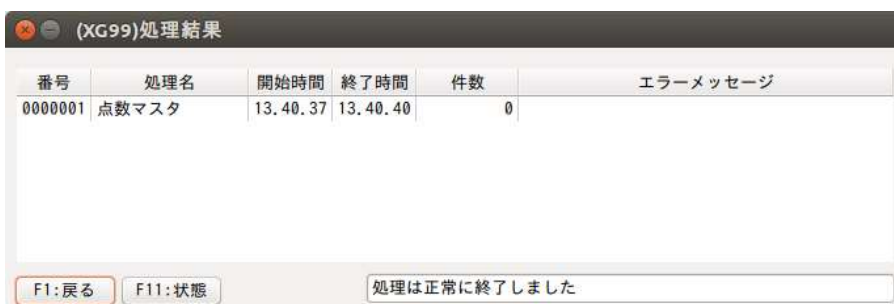 (XG99)処理結果
番号 処理名 開始時間 終了時間 件数 エラーメッセージ
0000001 点数マスタ 13.40.37 13.40.40 0
F1:戻る F11:状態 処理は正常に終了しました